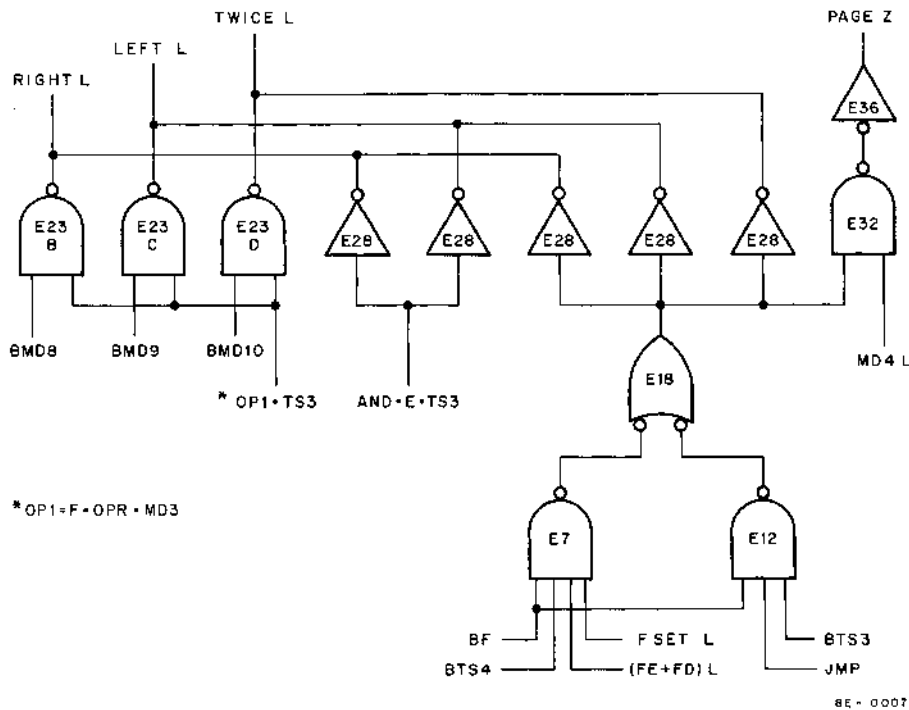 TWICE L
PAGE Z
LEFT L
RIGHT L
E36
E23 B
E23 C
E23 D
E28
E28
E28
E28
E28
E32
BMD8
BMD9
BMD10
MD4 L
E18
* OP1•TS3
AND•E•TS3
*OP1=F•OPR•MD3
E7
E12
BF
F SET L
BTS3
BTS4
(FE+FD) L
JMP
8E-0007